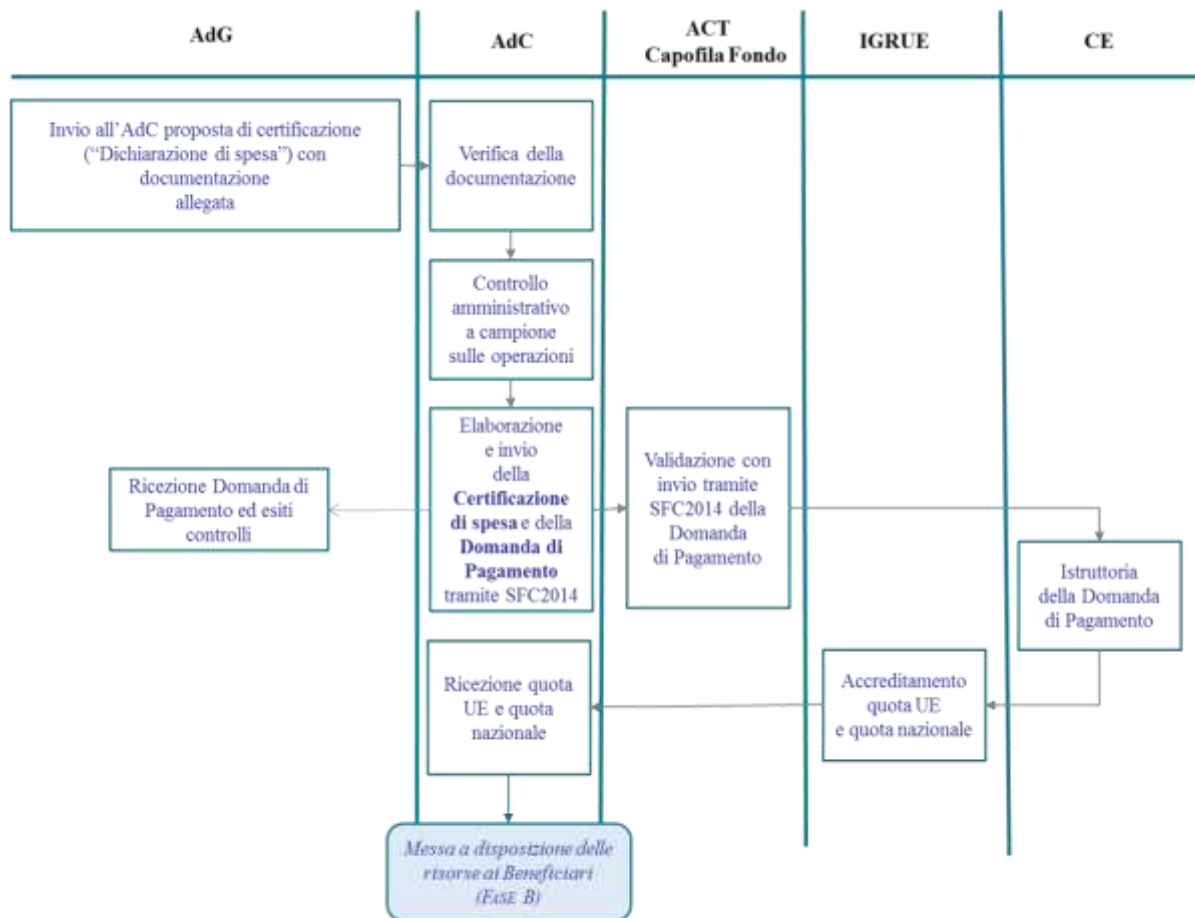 AdG
AdC
ACT
Capofila Fondo
IGRUE
CE
Invio all’AdC proposta di certificazione
(“Dichiarazione di spesa”) con
documentazione
allegata
Verifica della
documentazione
Controllo
amministrativo
a campione
sulle operazioni
Elaborazione
e invio
della
Certificazione
di spesa e della
Domanda di
Pagamento
tramite SFC2014
Ricezione Domanda di
Pagamento ed esiti
controlli
Validazione con
invio tramite
SFC2014 della
Domanda
di Pagamento
Istruttoria
della Domanda
di Pagamento
Accreditamento
quota UE
e quota nazionale
Ricezione quota
UE e quota
nazionale
Messa a disposizione delle
risorse ai Beneficiari
(FASE B)